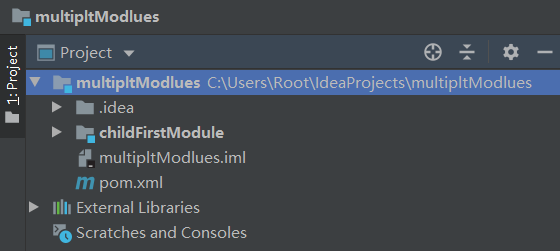 multipltModlues
Project
1: Project
multipltModlues C:\Users\Root\IdeaProjects\multipltModlues
.idea
childFirstModule
multipltModlues.iml
pom.xml
External Libraries
Scratches and Consoles